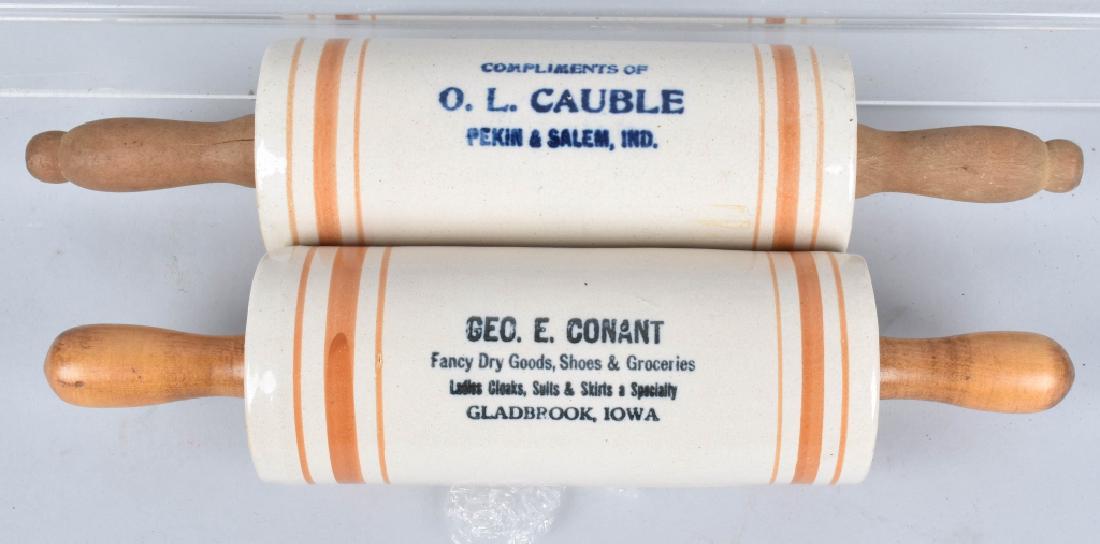 COMPLIMENTS OF
O. L. CAUBLE
PEKIN & SALEM, IND.
GEO. E. CONANT
Fancy Dry Goods, Shoes & Groceries
Ladies Cloaks, Suits & Skirts a Specialty
GLADBROOK, IOWA